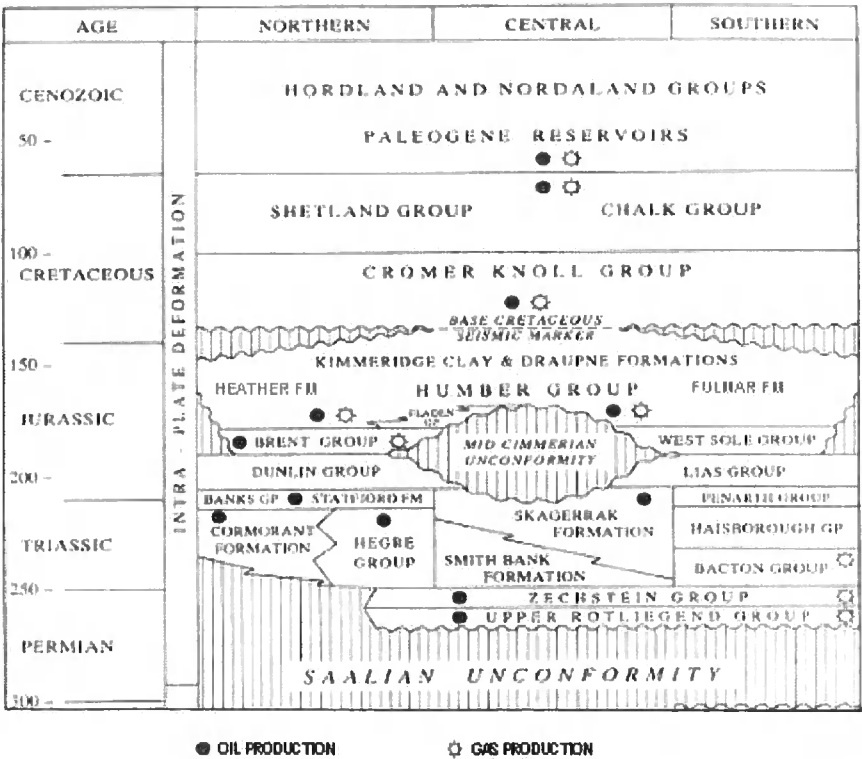 AGE NORTHERN CENTRAL SOUTHERN
CENOZOIC HORDLAND AND NORDALAND GROUPS
50 – PALEOGENE RESERVOIRS
SHETLAND GROUP CHALK GROUP
100 –
CRETACEOUS CROMER KNOLL GROUP
BASE CRETACEOUS
SEISMIC MARKER
150 – KIMMERIDGE CLAY & DRAUPNE FORMATIONS
HEATHER FM HUMBER GROUP FULMAR FM
JURASSIC FLADEN
GP
BRENT GROUP MID CIMMERIAN WEST SOLE GROUP
UNCONFORMITY
200 – DUNLIN GROUP LIAS GROUP
BANKS GP STATFJORD FM PENARTH GROUP
SKAGERRAK
FORMATION
CORMORANT
FORMATION
HEGRE
GROUP
HAISBOROUGH GP
TRIASSIC SMITH BANK
FORMATION
BACTON GROUP
250 – ZECHSTEIN GROUP
UPPER ROTLIEGEND GROUP
PERMIAN
SAALIAN UNCONFORMITY
300 –
INTRA - PLATE DEFORMATION
OIL PRODUCTION GAS PRODUCTION